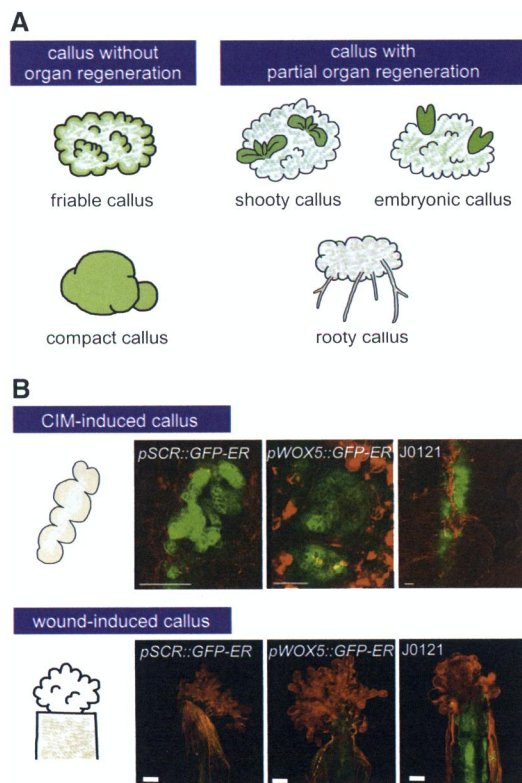 A
callus without
organ regeneration
callus with
partial organ regeneration
friable callus
shooty callus
embryonic callus
compact callus
rooty callus
B
CIM-induced callus
pSCR::GFP-ER
pWOX5::GFP-ER
J0121
wound-induced callus
pSCR::GFP-ER
pWOX5::GFP-ER
J0121